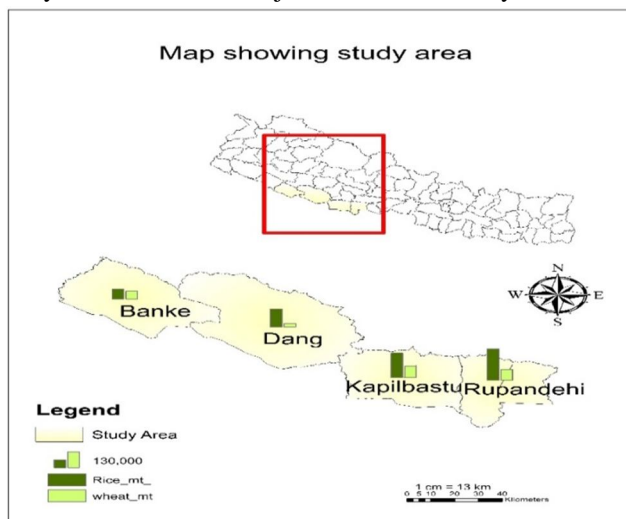 Map showing study area
N
W E
S
Banke
Dang
Kapilbastu Rupandehi
Legend
Study Area
130,000
Rice_mt_
wheat_mt
1 cm = 13 km
0 5 10 20 30 40
Kilometers